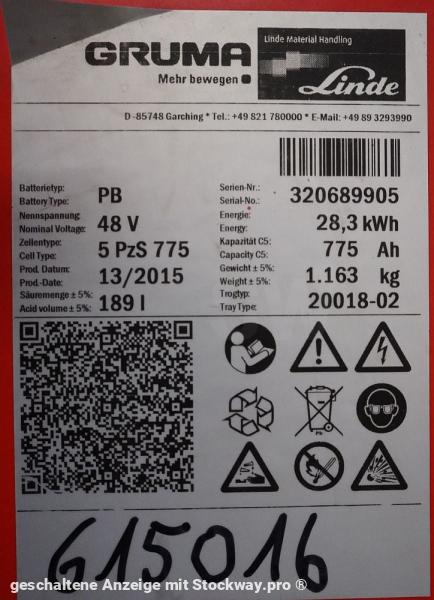 GRUMA
Mehr bewegen
Linde Material Handling
Linde
D-85748 Garching * Tel.: +49 821 780000 * E-Mail: +49 89 3293990
Batterietyp:
Battery Type: PB
Nennspannung:
Nominal Voltage: 48 V
Zellentype:
Cell Type: 5 PzS 775
Prod. Datum:
Prod.-Date: 13/2015
Säuremenge ± 5%:
Acid volume ± 5%: 189 l
Serien-Nr.:
Serial-No.: 320689905
Energie:
Energy: 28,3 kWh
Kapazität C5:
Capacity C5: 775 Ah
Gewicht ± 5%:
Weight ± 5%: 1.163 kg
Trogtyp:
Tray Type: 20018-02
Pb
G15016
geschaltene Anzeige mit Stockway.pro ®